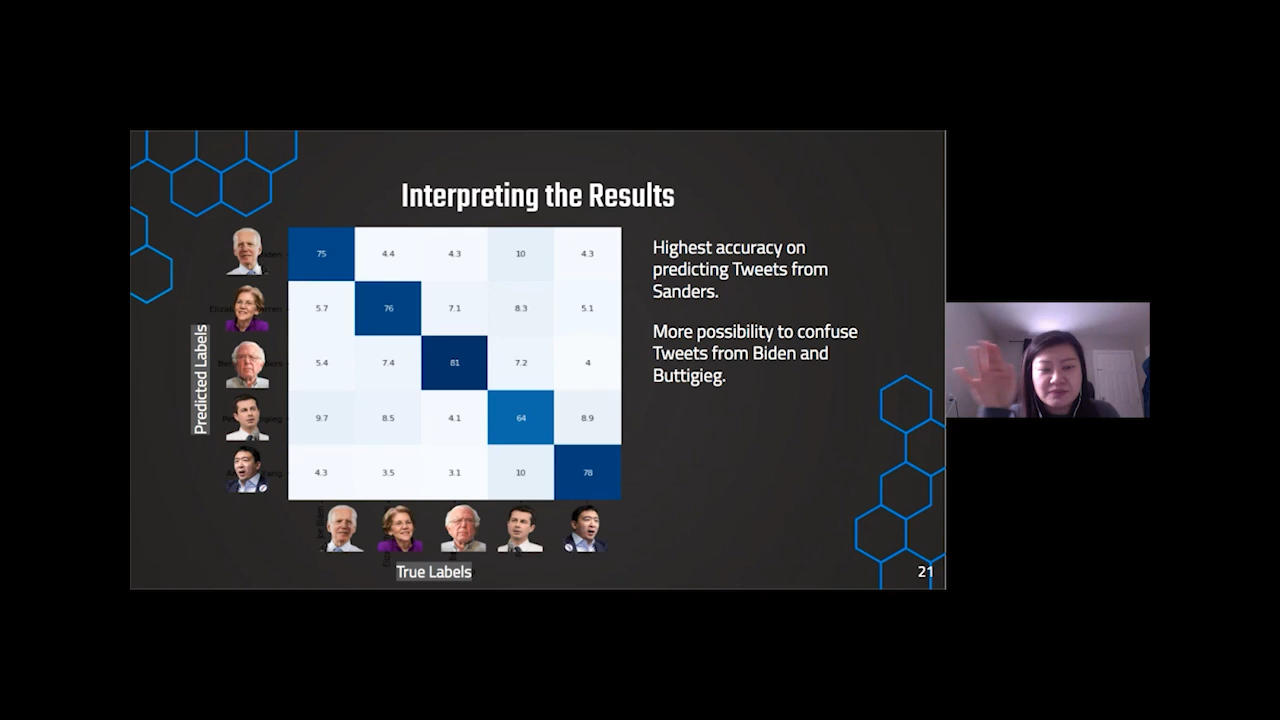 Interpreting the Results
75 4.4 4.3 10 4.3
5.7 76 7.1 8.3 5.1
5.4 7.4 81 7.2 4
9.7 8.5 4.1 64 8.9
4.3 3.5 3.1 10 78
Predicted Labels
True Labels
Highest accuracy on
predicting Tweets from
Sanders.
More possibility to confuse
Tweets from Biden and
Buttigieg.
21